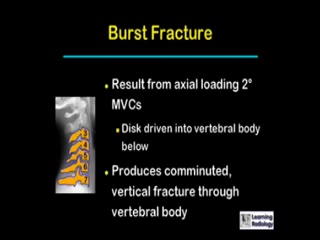 Burst Fracture
Result from axial loading 2°
MVCs
Disk driven into vertebral body
below
Produces comminuted,
vertical fracture through
vertebral body
Learning
Radiology